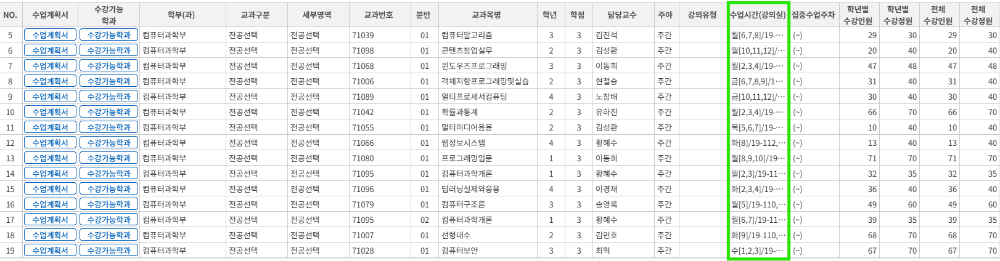 NO. 수업계획서 수강가능 학과 학부(과) 교과구분 세부영역 교과번호 분반 교과목명 학년 학점 담당교수 주야 강의유형 수업시간(강의실) 집중수업주차 학년별 수강인원 학년별 수강정원 전체 수강인원 전체 수강정원
5 수업계획서 수강가능학과 컴퓨터과학부 전공선택 전공선택 71039 01 컴퓨터알고리즘 3 3 김진석 주간 월[6,7,8]/19-··· (~) 29 30 29 30
6 수업계획서 수강가능학과 컴퓨터과학부 전공선택 전공선택 71098 01 콘텐츠창업실무 2 3 김성환 주간 월[10,11,12]/··· (~) 20 40 20 40
7 수업계획서 수강가능학과 컴퓨터과학부 전공선택 전공선택 71068 01 윈도우즈프로그래밍 3 3 이동희 주간 월[2,3,4]/19-··· (~) 47 48 47 48
8 수업계획서 수강가능학과 컴퓨터과학부 전공선택 전공선택 71006 01 객체지향프로그래밍및실습 2 3 현철승 주간 금[6,7,8,9]/1··· (~) 31 40 31 40
9 수업계획서 수강가능학과 컴퓨터과학부 전공선택 전공선택 71089 01 멀티프로세서컴퓨팅 4 3 노창배 주간 금[10,11,12]/··· (~) 30 40 30 40
10 수업계획서 수강가능학과 컴퓨터과학부 전공선택 전공선택 71042 01 확률과통계 2 3 유하진 주간 월[2,3,4]/19-··· (~) 66 70 66 70
11 수업계획서 수강가능학과 컴퓨터과학부 전공선택 전공선택 71055 01 멀티미디어응용 2 3 김성환 주간 목[5,6,7]/19-··· (~) 10 40 10 40
12 수업계획서 수강가능학과 컴퓨터과학부 전공선택 전공선택 71066 01 웹정보시스템 4 3 황혜수 주간 화[8]/19-112,··· (~) 13 40 13 40
13 수업계획서 수강가능학과 컴퓨터과학부 전공선택 전공선택 71080 01 프로그래밍입문 1 3 이동희 주간 월[8,9,10]/19··· (~) 71 70 71 70
14 수업계획서 수강가능학과 컴퓨터과학부 전공선택 전공선택 71095 01 컴퓨터과학개론 1 3 황혜수 주간 월[2,3]/19-11··· (~) 32 35 32 35
15 수업계획서 수강가능학과 컴퓨터과학부 전공선택 전공선택 71096 01 딥러닝실제와응용 4 3 이경재 주간 화[2,3,4]/19-··· (~) 36 40 36 40
16 수업계획서 수강가능학과 컴퓨터과학부 전공선택 전공선택 71079 01 컴퓨터구조론 3 3 송영록 주간 월[5]/19-110,··· (~) 49 60 49 60
17 수업계획서 수강가능학과 컴퓨터과학부 전공선택 전공선택 71095 02 컴퓨터과학개론 1 3 황혜수 주간 월[6,7]/19-11··· (~) 39 35 39 35
18 수업계획서 수강가능학과 컴퓨터과학부 전공선택 전공선택 71007 01 선형대수 2 3 김민호 주간 화[9]/19-110,··· (~) 68 70 68 70
19 수업계획서 수강가능학과 컴퓨터과학부 전공선택 전공선택 71028 01 컴퓨터보안 3 3 최혁 주간 수[1,2,3]/19-··· (~) 67 70 67 70